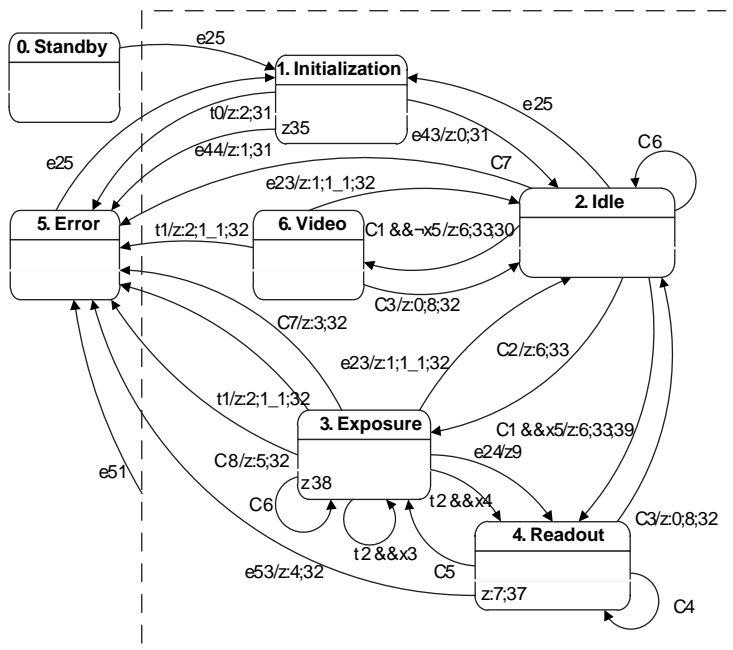 0. Standby
e25
1. Initialization
t0/z:2;31
z35
e43/z:0;31
e25
e44/z:1;31
e25
C7
C6
e23/z:1;1_1;32
2. Idle
5. Error
6. Video
t1/z:2;1_1;32
C1 &&¬x5/z:6;33;30
C3/z:0;8;32
C7/z:3;32
e23/z:1;1_1;32
C2/z:6;33
t1/z:2;1_1;32
3. Exposure
C1 &&x5/z:6;33;39
e24/z9
C8/z:5;32
e51
z38
C6
t2 &&x4
t2 &&x3
C3/z:0;8;32
4. Readout
C5
e53/z:4;32
z:7;37
C4